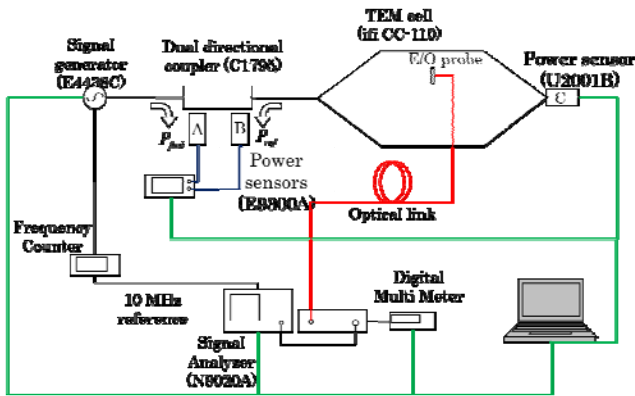 TEM cell
(ifi CC-110)
Signal
generator
(E4438C)
Dual directional
coupler (C1795)
E/O probe
Power sensor
(U2001B)
A
B
C
P_fwd
P_ref
Power
sensors
(E9300A)
Optical link
Frequency
Counter
10 MHz
reference
Digital
Multi Meter
Signal
Analyzer
(N9020A)